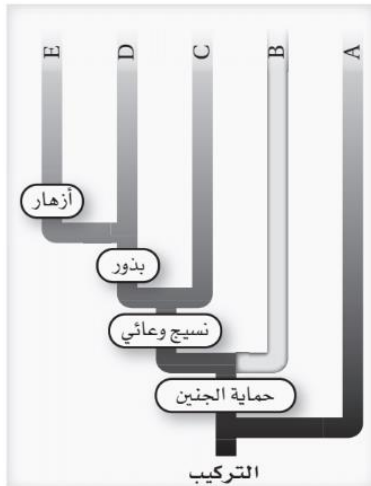 E D C B A
أزهار
بذور
نسيج وعائي
حماية الجنين
التركيب